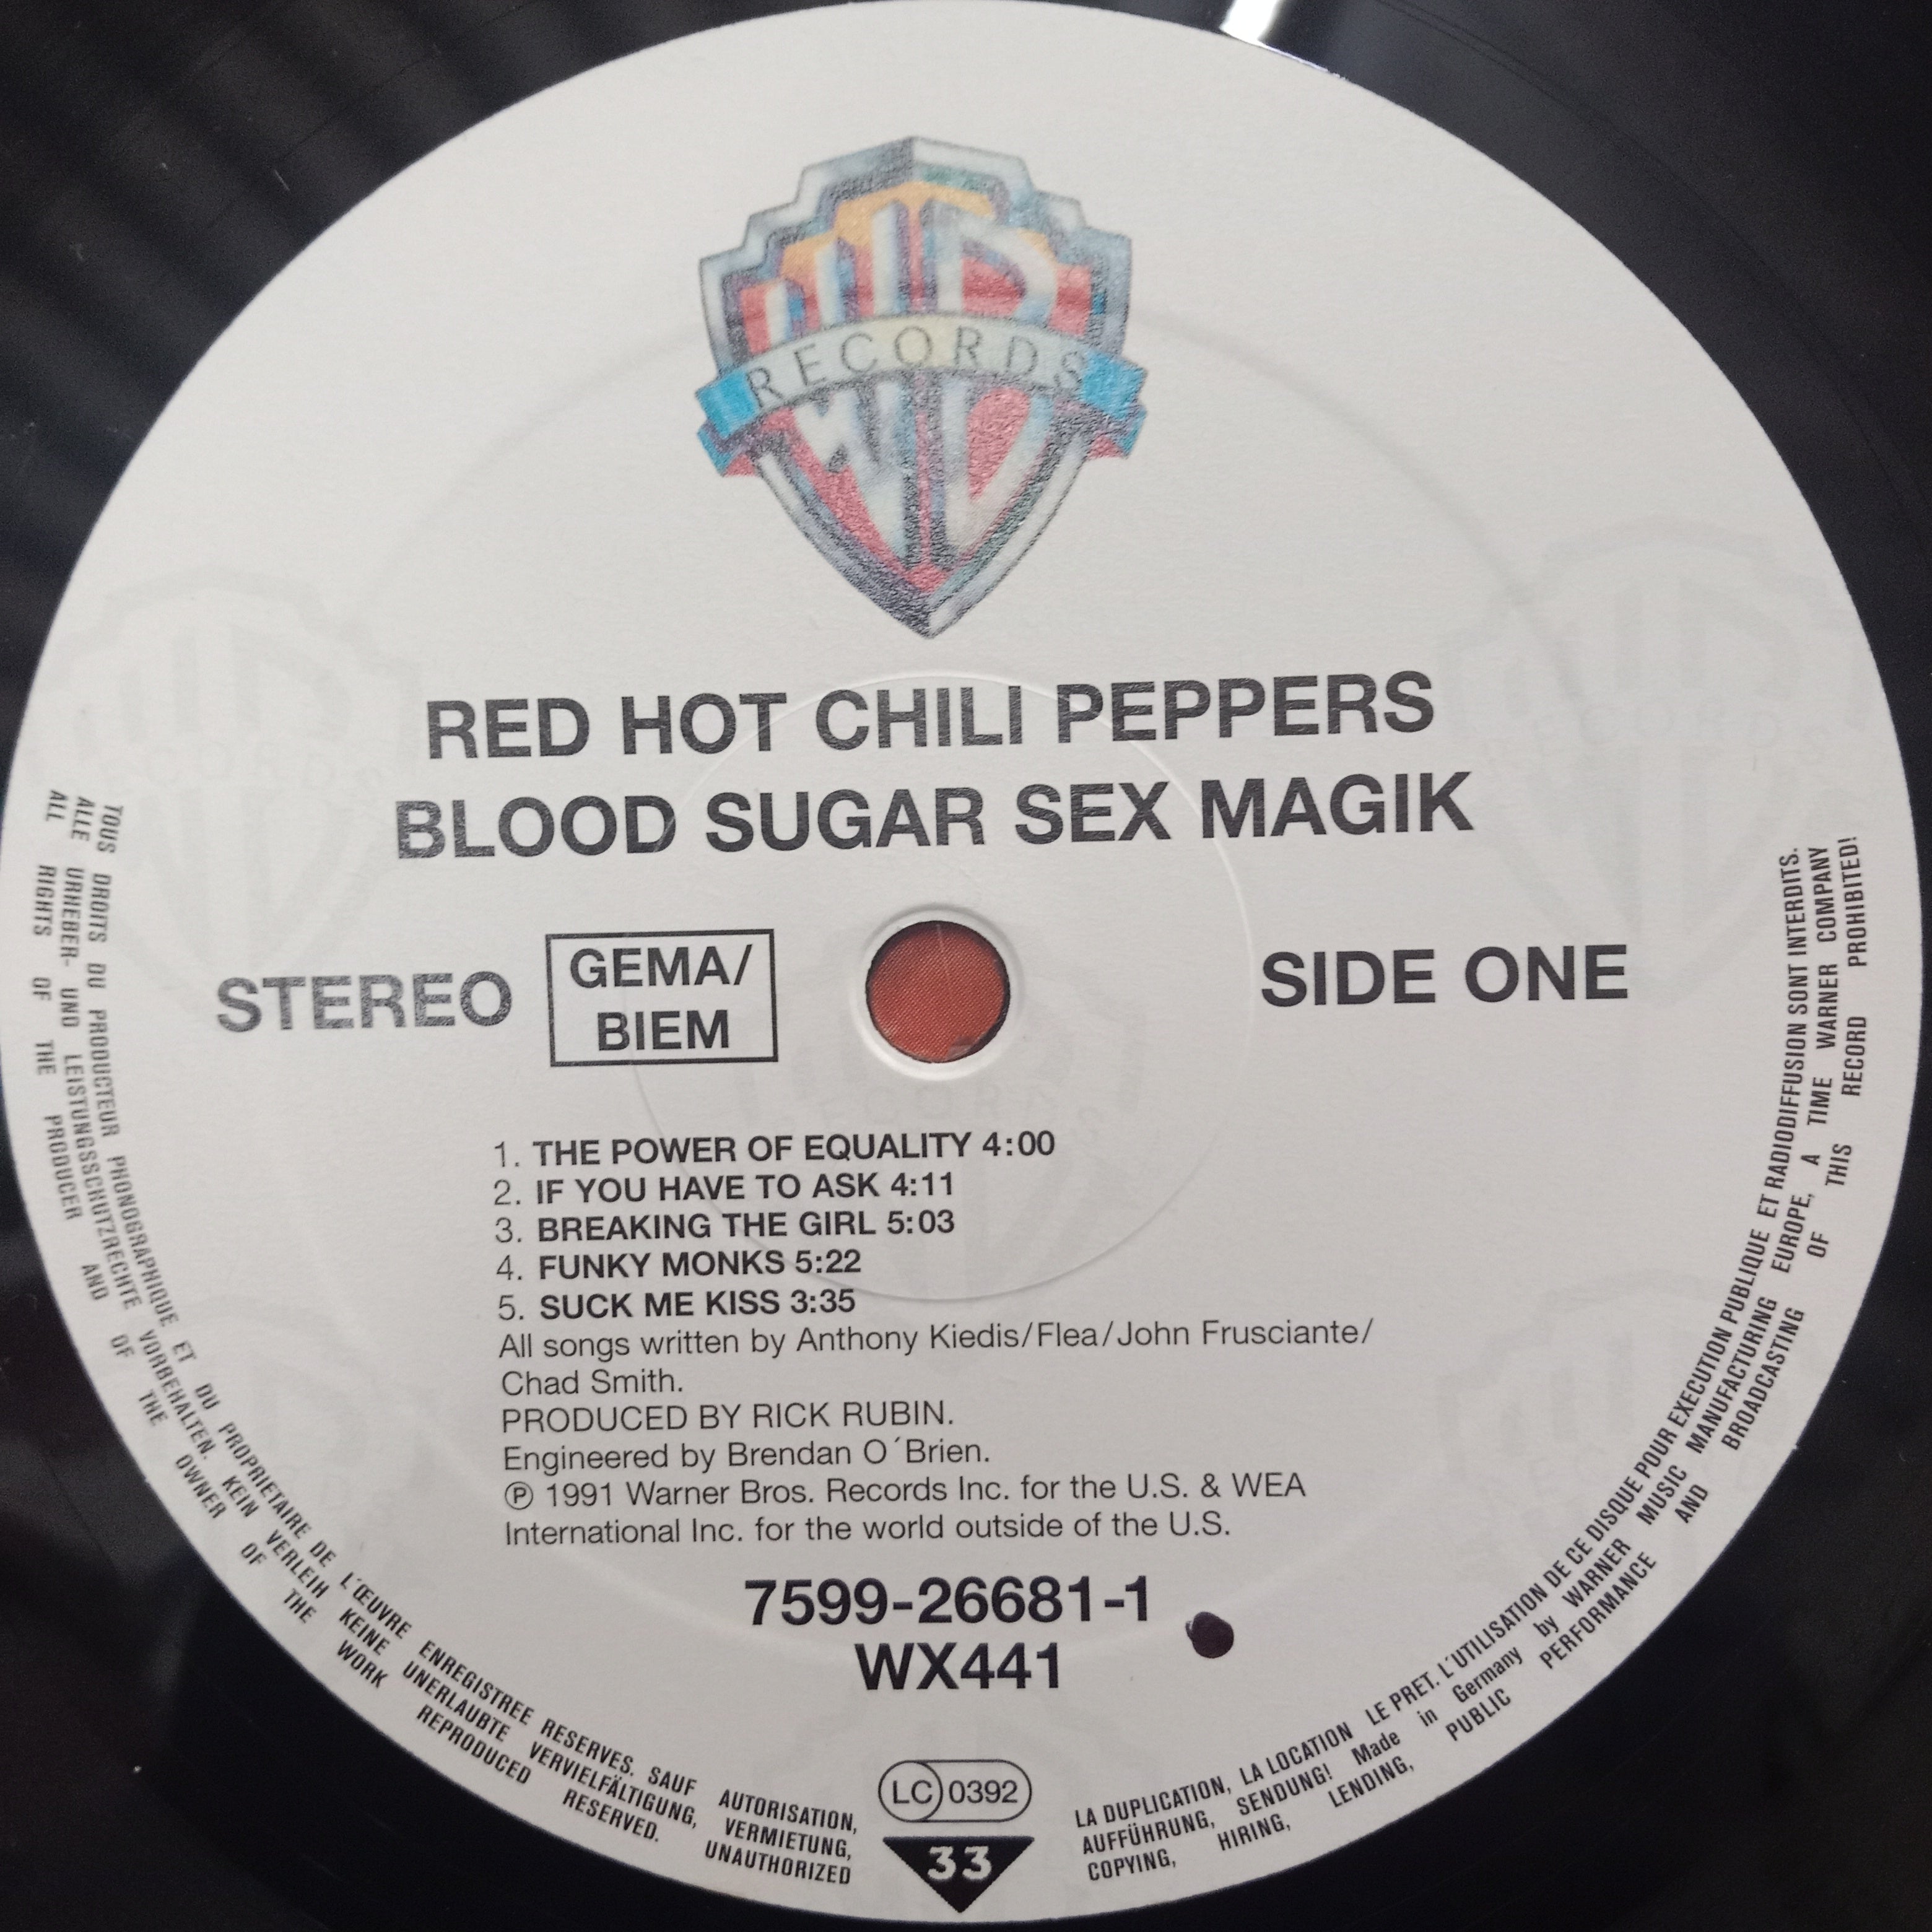 RECORDS
RED HOT CHILI PEPPERS
BLOOD SUGAR SEX MAGIK
STEREO
GEMA/
BIEM
SIDE ONE
1. THE POWER OF EQUALITY 4:00
2. IF YOU HAVE TO ASK 4:11
3. BREAKING THE GIRL 5:03
4. FUNKY MONKS 5:22
5. SUCK ME KISS 3:35
All songs written by Anthony Kiedis/Flea/John Frusciante/
Chad Smith.
PRODUCED BY RICK RUBIN.
Engineered by Brendan O´Brien.
℗ 1991 Warner Bros. Records Inc. for the U.S. & WEA
International Inc. for the world outside of the U.S.
7599-26681-1
WX441
LC 0392
33
TOUS DROITS DU PRODUCTEUR PHONOGRAPHIQUE ET DU PROPRIETAIRE DE L´ŒUVRE ENREGISTREE RESERVES. SAUF AUTORISATION, LA DUPLICATION, LA LOCATION LE PRET. L´UTILISATION DE CE DISQUE POUR EXECUTION PUBLIQUE ET RADIODIFFUSION SONT INTERDITS.
ALLE URHEBER- UND LEISTUNGSSCHUTZRECHTE VORBEHALTEN. KEIN VERLEIH KEINE UNERLAUBTE VERVIELFÄLTIGUNG, VERMIETUNG, AUFFÜHRUNG, SENDUNG! Made in Germany by WARNER MUSIC MANUFACTURING EUROPE, A TIME WARNER COMPANY
ALL RIGHTS OF THE PRODUCER AND OF THE OWNER OF THE WORK REPRODUCED RESERVED. UNAUTHORIZED COPYING, HIRING, LENDING, PUBLIC PERFORMANCE AND BROADCASTING OF THIS RECORD PROHIBITED!